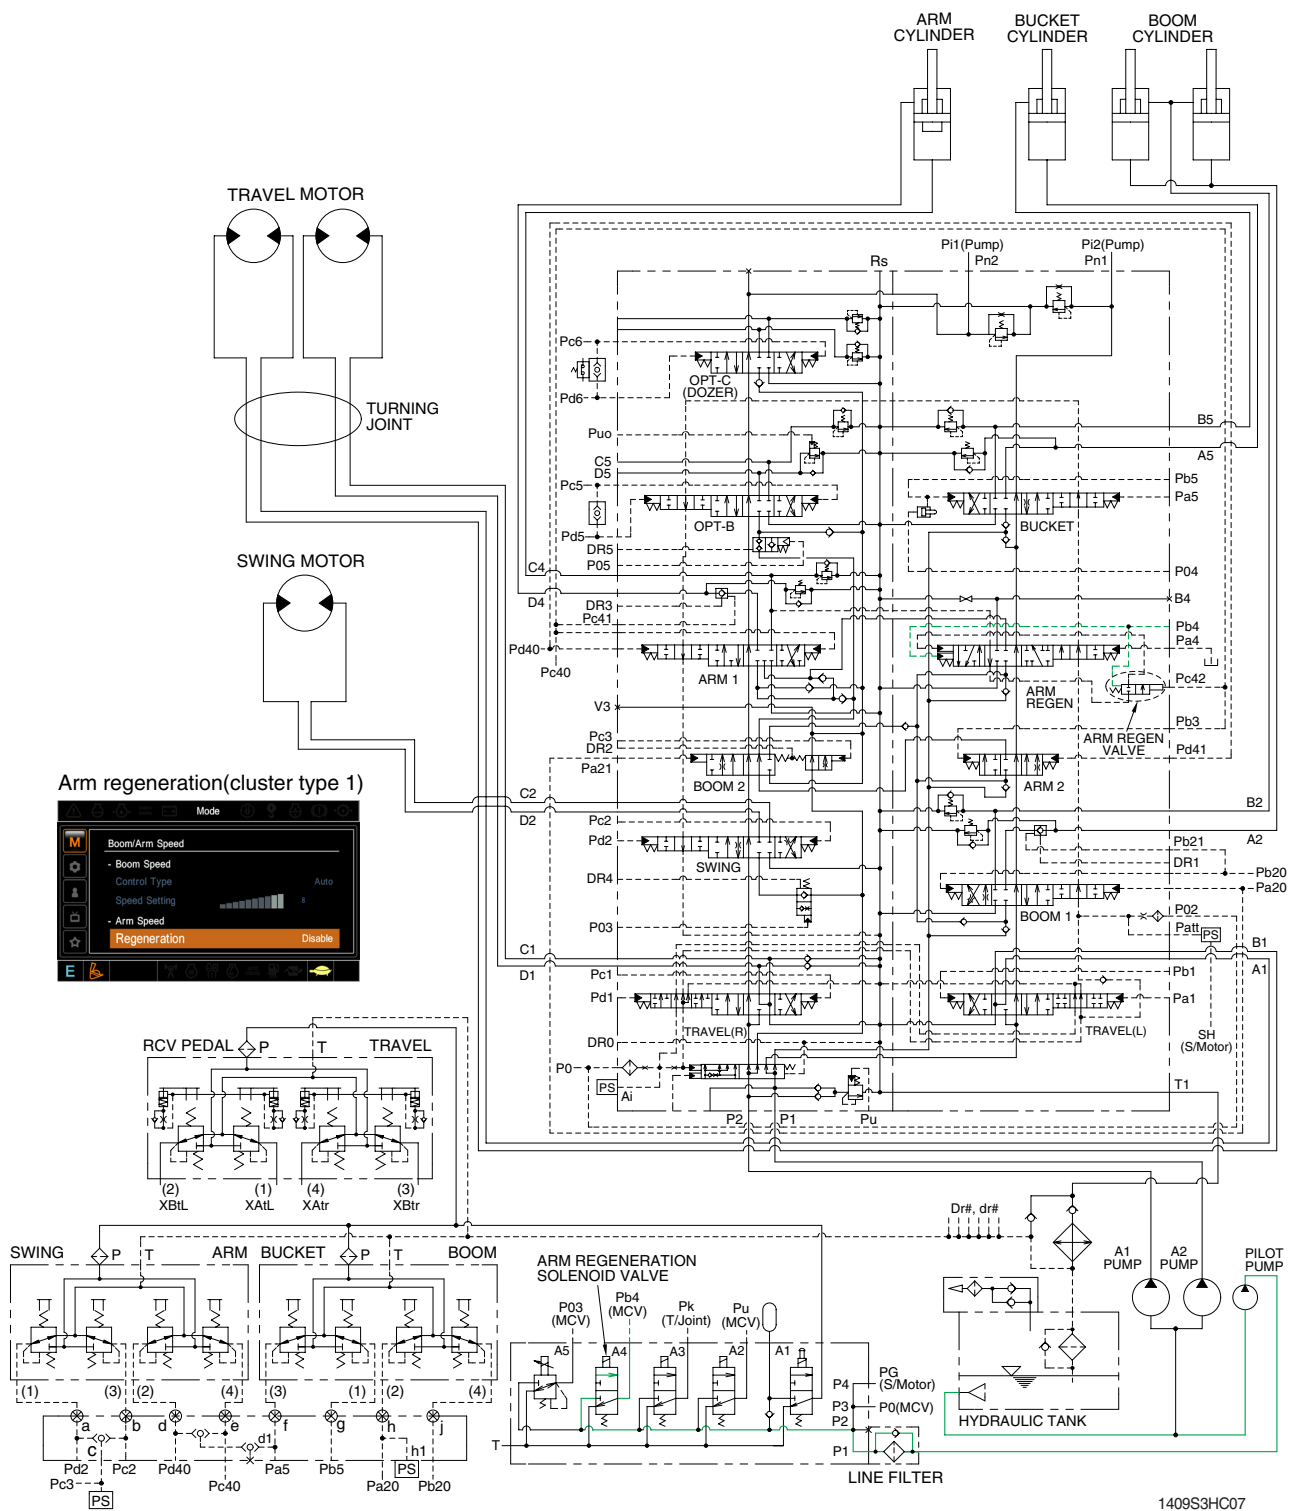 ARM
CYLINDER
BUCKET
CYLINDER
BOOM
CYLINDER
TRAVEL MOTOR
TURNING
JOINT
SWING MOTOR
Rs
Pi1(Pump)
Pn2
Pi2(Pump)
Pn1
Pc6
Pd6
OPT-C
(DOZER)
Puo
C5
D5
Pc5
Pd5
OPT-B
DR5
P05
C4
D4
DR3
Pc41
Pd40
Pc40
ARM 1
V3
Pc3
DR2
Pa21
BOOM 2
C2
D2
Pc2
Pd2
SWING
DR4
P03
C1
D1
Pc1
Pd1
TRAVEL(R)
DR0
P0
PS
Ai
P2
P1
Pu
B5
A5
Pb5
Pa5
BUCKET
P04
B4
Pb4
Pa4
Pc42
ARM
REGEN
ARM REGEN
VALVE
Pb3
Pd41
ARM 2
B2
A2
Pb21
DR1
Pb20
Pa20
BOOM 1
P02
Patt
PS
B1
A1
Pb1
Pa1
TRAVEL(L)
SH
(S/Motor)
T1
Arm regeneration(cluster type 1)
Mode
M
Boom/Arm Speed
- Boom Speed
Control Type
Auto
Speed Setting
8
- Arm Speed
Regeneration
Disable
E
RCV PEDAL
P
T
TRAVEL
(2)
XBtL
(1)
XAtL
(4)
XAtr
(3)
XBtr
SWING
P
T
ARM
BUCKET
P
T
BOOM
(1)
(3)
(2)
(4)
(3)
(1)
(2)
(4)
a
b
d
e
f
g
h
j
c
d1
h1
Pd2
Pc2
Pd40
Pc40
Pa5
Pb5
Pa20
Pb20
Pc3
PS
PS
ARM REGENERATION
SOLENOID VALVE
P03
(MCV)
Pb4
(MCV)
Pk
(T/Joint)
Pu
(MCV)
A5
A4
A3
A2
A1
T
P4
P3
P2
P1
PG
(S/Motor)
P0(MCV)
LINE FILTER
Dr#, dr#
A1
PUMP
A2
PUMP
PILOT
PUMP
HYDRAULIC TANK
1409S3HC07